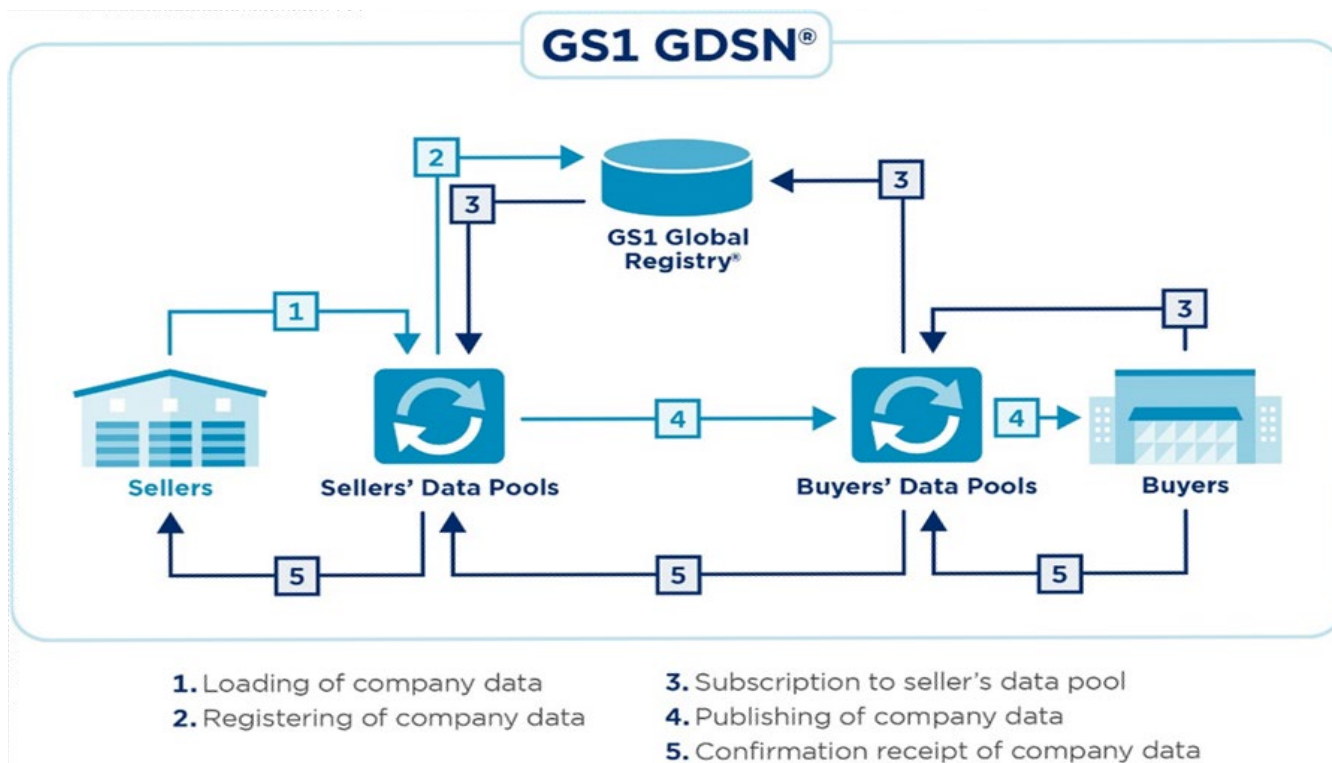 GS1 GDSN®
2
3
3
GS1 Global
Registry®
1
3
4
4
Sellers
Sellers’ Data Pools
Buyers’ Data Pools
Buyers
5
5
5
1. Loading of company data
2. Registering of company data
3. Subscription to seller’s data pool
4. Publishing of company data
5. Confirmation receipt of company data